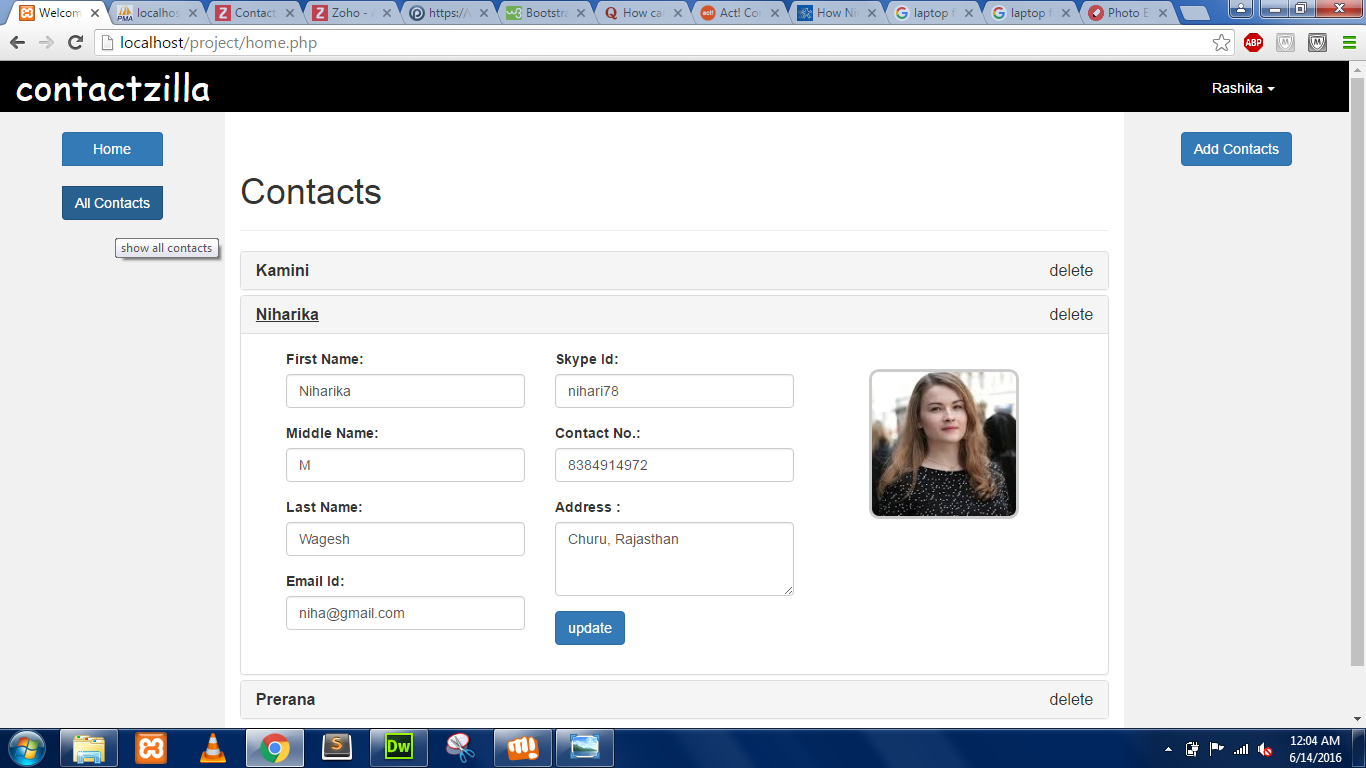 Welcom
localhos
Contact
Zoho -
https://
Bootstra
How can
Act! Co
How Ni
laptop f
laptop f
Photo E
localhost/project/home.php
ABP
contactzilla
Rashika
Home
Add Contacts
All Contacts
Contacts
show all contacts
Kamini
delete
Niharika
delete
First Name:
Skype Id:
Niharika
nihari78
Middle Name:
Contact No.:
M
8384914972
Last Name:
Address :
Wagesh
Churu, Rajasthan
Email Id:
niha@gmail.com
update
Prerana
delete
Dw
12:04 AM
6/14/2016